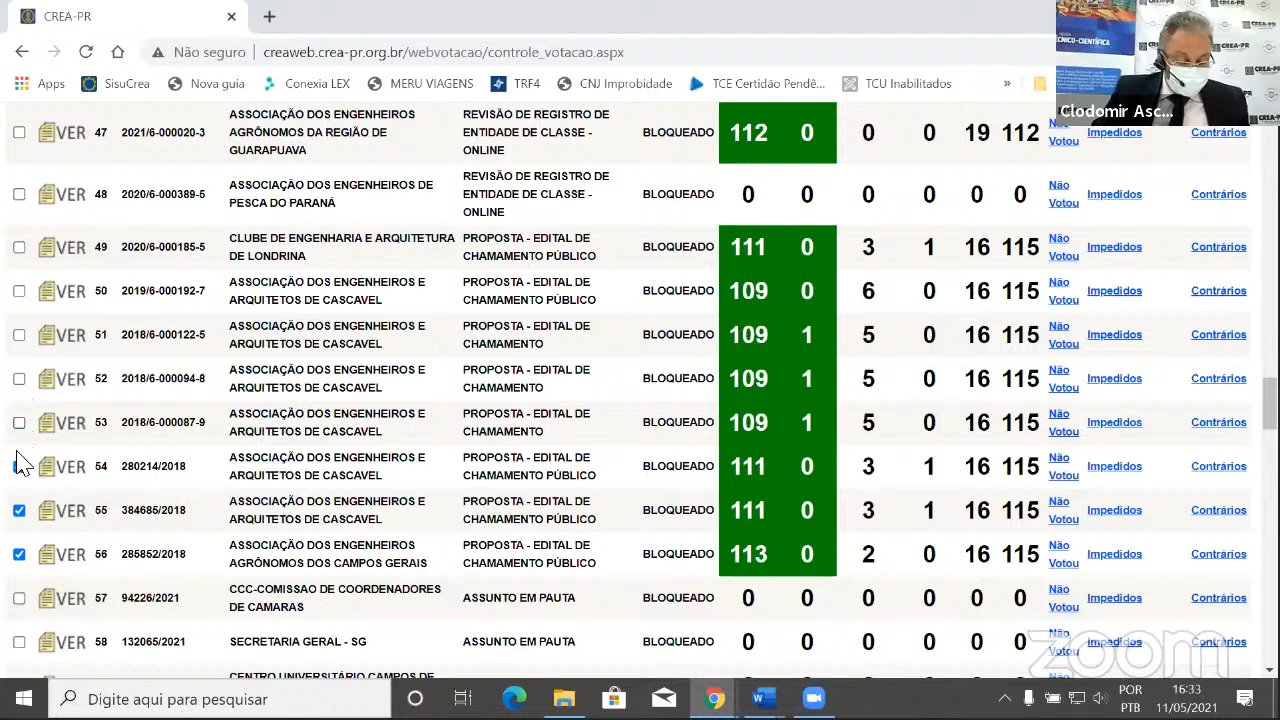 CREA-PR
Não seguro
Apps SisuCrea
TCE Certidão TCU Inabilitados »
TÉCNICO-CIENTÍFICA
CREA-PR
Clodomir Asc...
47 2021/6-000020-3 ASSOCIAÇÃO DOS ENGENHEIROS AGRÔNOMOS DA REGIÃO DE GUARAPUAVA REVISÃO DE REGISTRO DE ENTIDADE DE CLASSE - ONLINE BLOQUEADO 112 0 0 0 19 112 Não Votou Impedidos Contrários
VER 48 2020/6-000389-5 ASSOCIAÇÃO DOS ENGENHEIROS DE PESCA DO PARANÁ REVISÃO DE REGISTRO DE ENTIDADE DE CLASSE - ONLINE BLOQUEADO 0 0 0 0 0 0 Não Votou Impedidos Contrários
VER 49 2020/6-000185-5 CLUBE DE ENGENHARIA E ARQUITETURA DE LONDRINA PROPOSTA - EDITAL DE CHAMAMENTO PÚBLICO BLOQUEADO 111 0 3 1 16 115 Não Votou Impedidos Contrários
VER 50 2019/6-000192-7 ASSOCIAÇÃO DOS ENGENHEIROS E ARQUITETOS DE CASCAVEL PROPOSTA - EDITAL DE CHAMAMENTO PÚBLICO BLOQUEADO 109 0 6 0 16 115 Não Votou Impedidos Contrários
VER 51 2018/6-000122-5 ASSOCIAÇÃO DOS ENGENHEIROS E ARQUITETOS DE CASCAVEL PROPOSTA - EDITAL DE CHAMAMENTO BLOQUEADO 109 1 5 0 16 115 Não Votou Impedidos Contrários
VER 52 2018/6-000094-8 ASSOCIAÇÃO DOS ENGENHEIROS E ARQUITETOS DE CASCAVEL PROPOSTA - EDITAL DE CHAMAMENTO BLOQUEADO 109 1 5 0 16 115 Não Votou Impedidos Contrários
VER 53 2018/6-000087-9 ASSOCIAÇÃO DOS ENGENHEIROS E ARQUITETOS DE CASCAVEL PROPOSTA - EDITAL DE CHAMAMENTO BLOQUEADO 109 1 5 0 16 115 Não Votou Impedidos Contrários
VER 54 280214/2018 ASSOCIAÇÃO DOS ENGENHEIROS E ARQUITETOS DE CASCAVEL PROPOSTA - EDITAL DE CHAMAMENTO PÚBLICO BLOQUEADO 111 0 3 1 16 115 Não Votou Impedidos Contrários
VER 55 384685/2018 ASSOCIAÇÃO DOS ENGENHEIROS E ARQUITETOS DE CASCAVEL PROPOSTA - EDITAL DE CHAMAMENTO PÚBLICO BLOQUEADO 111 0 3 1 16 115 Não Votou Impedidos Contrários
VER 56 285852/2018 ASSOCIAÇÃO DOS ENGENHEIROS AGRÔNOMOS DOS CAMPOS GERAIS PROPOSTA - EDITAL DE CHAMAMENTO PÚBLICO BLOQUEADO 113 0 2 0 16 115 Não Votou Impedidos Contrários
VER 57 94226/2021 CCC-COMISSAO DE COORDENADORES DE CAMARAS ASSUNTO EM PAUTA BLOQUEADO 0 0 0 0 0 0 Não Votou Impedidos Contrários
VER 58 132065/2021 SECRETARIA GERAL - SG ASSUNTO EM PAUTA BLOQUEADO 0 0 0 0 0 0 Não Votou Impedidos Contrários
CENTRO UNIVERSITÁRIO CAMPOS DE
zoom
Digite aqui para pesquisar
POR PTB 16:33 11/05/2021